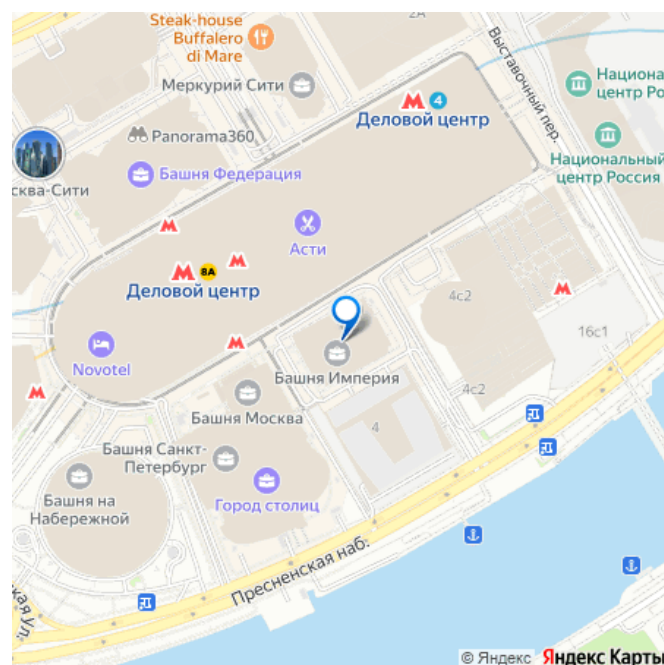 Steak-house
Buffalero
di Mare
2А
Выставочный пер.
Меркурий Сити
Национа
центр Ро
4
Деловой центр
Panorama360
Национальный
центр Россия
сква-Сити
Башня Федерация
Асти
8А
Деловой центр
4с2
16с1
Novotel
Башня Империя
4с2
Башня Москва
4
Башня Санкт-
Петербург
Башня на
Набережной
Город столиц
Пресненская наб.
кая ул.
© Яндекс Яндекс Карты